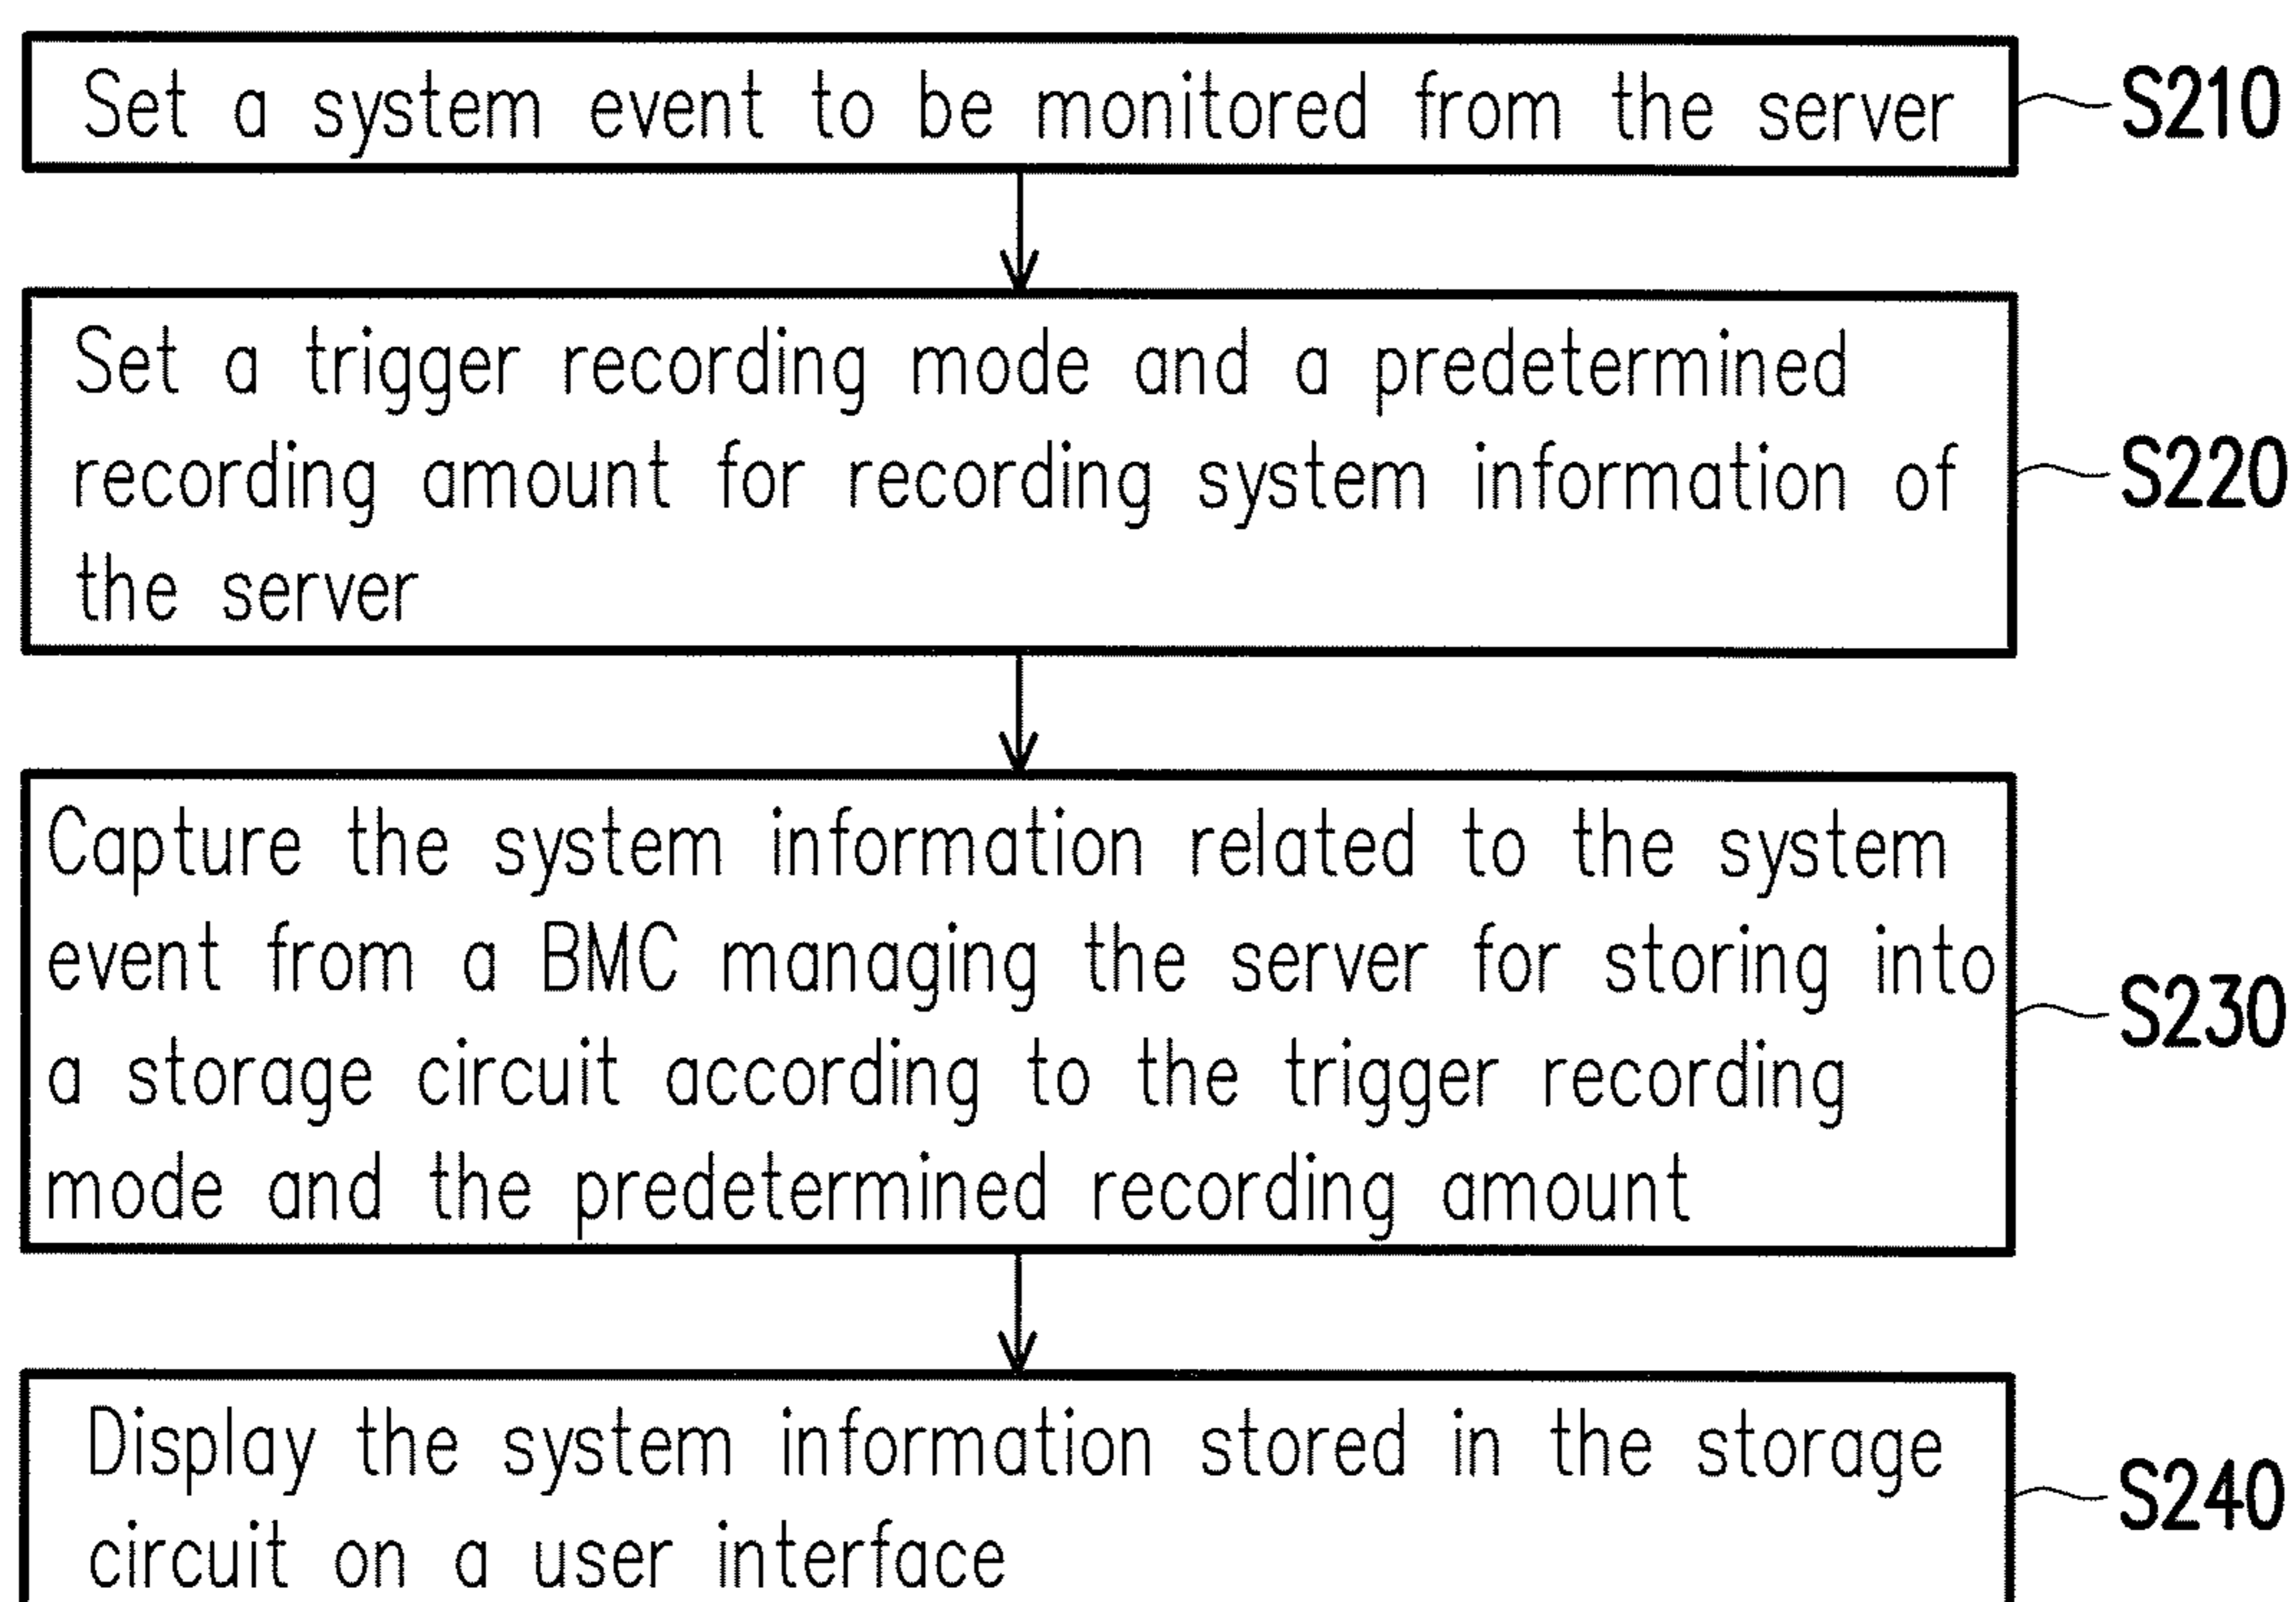 Set a system event to be monitored from the server
S210
Set a trigger recording mode and a predetermined
recording amount for recording system information of
the server
S220
Capture the system information related to the system
event from a BMC managing the server for storing into
a storage circuit according to the trigger recording
mode and the predetermined recording amount
S230
Display the system information stored in the storage
circuit on a user interface
S240